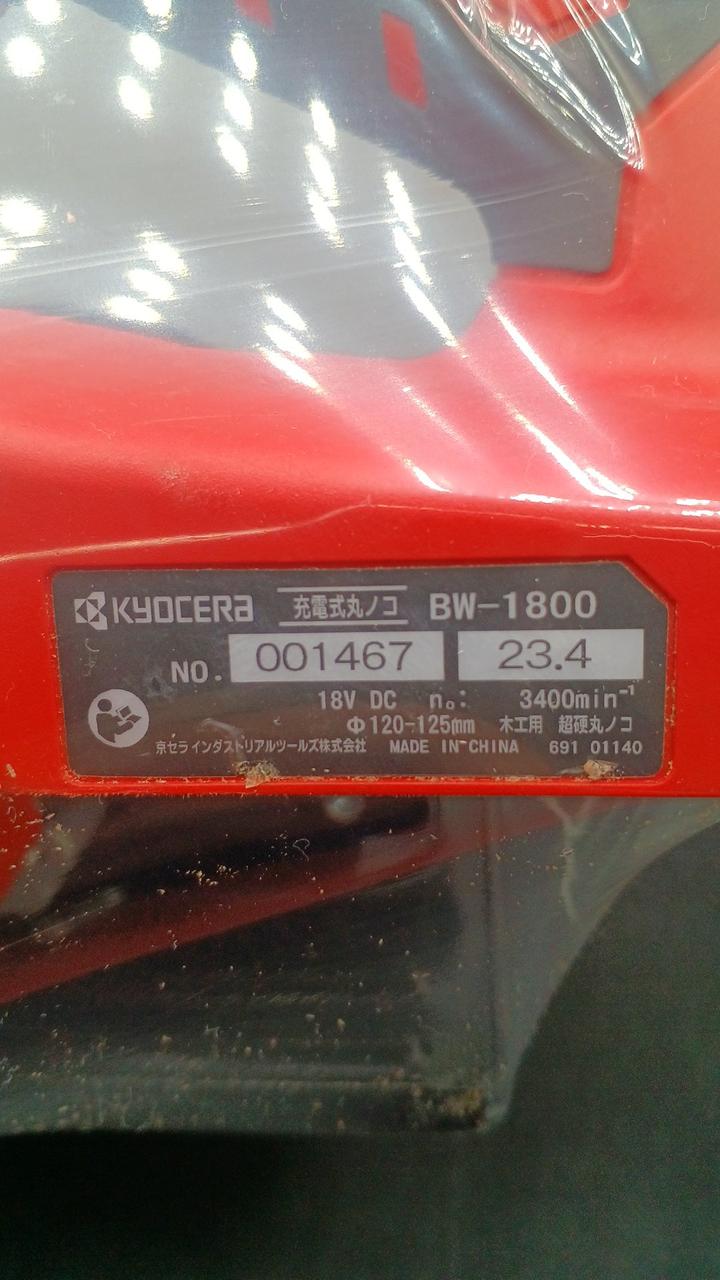 KYOCERA 充電式丸ノコ BW-1800
NO. 001467 23.4
18V DC n₀: 3400min⁻¹
Φ120-125mm 木工用 超硬丸ノコ
京セラインダストリアルツールズ株式会社 MADE IN CHINA 691 01140